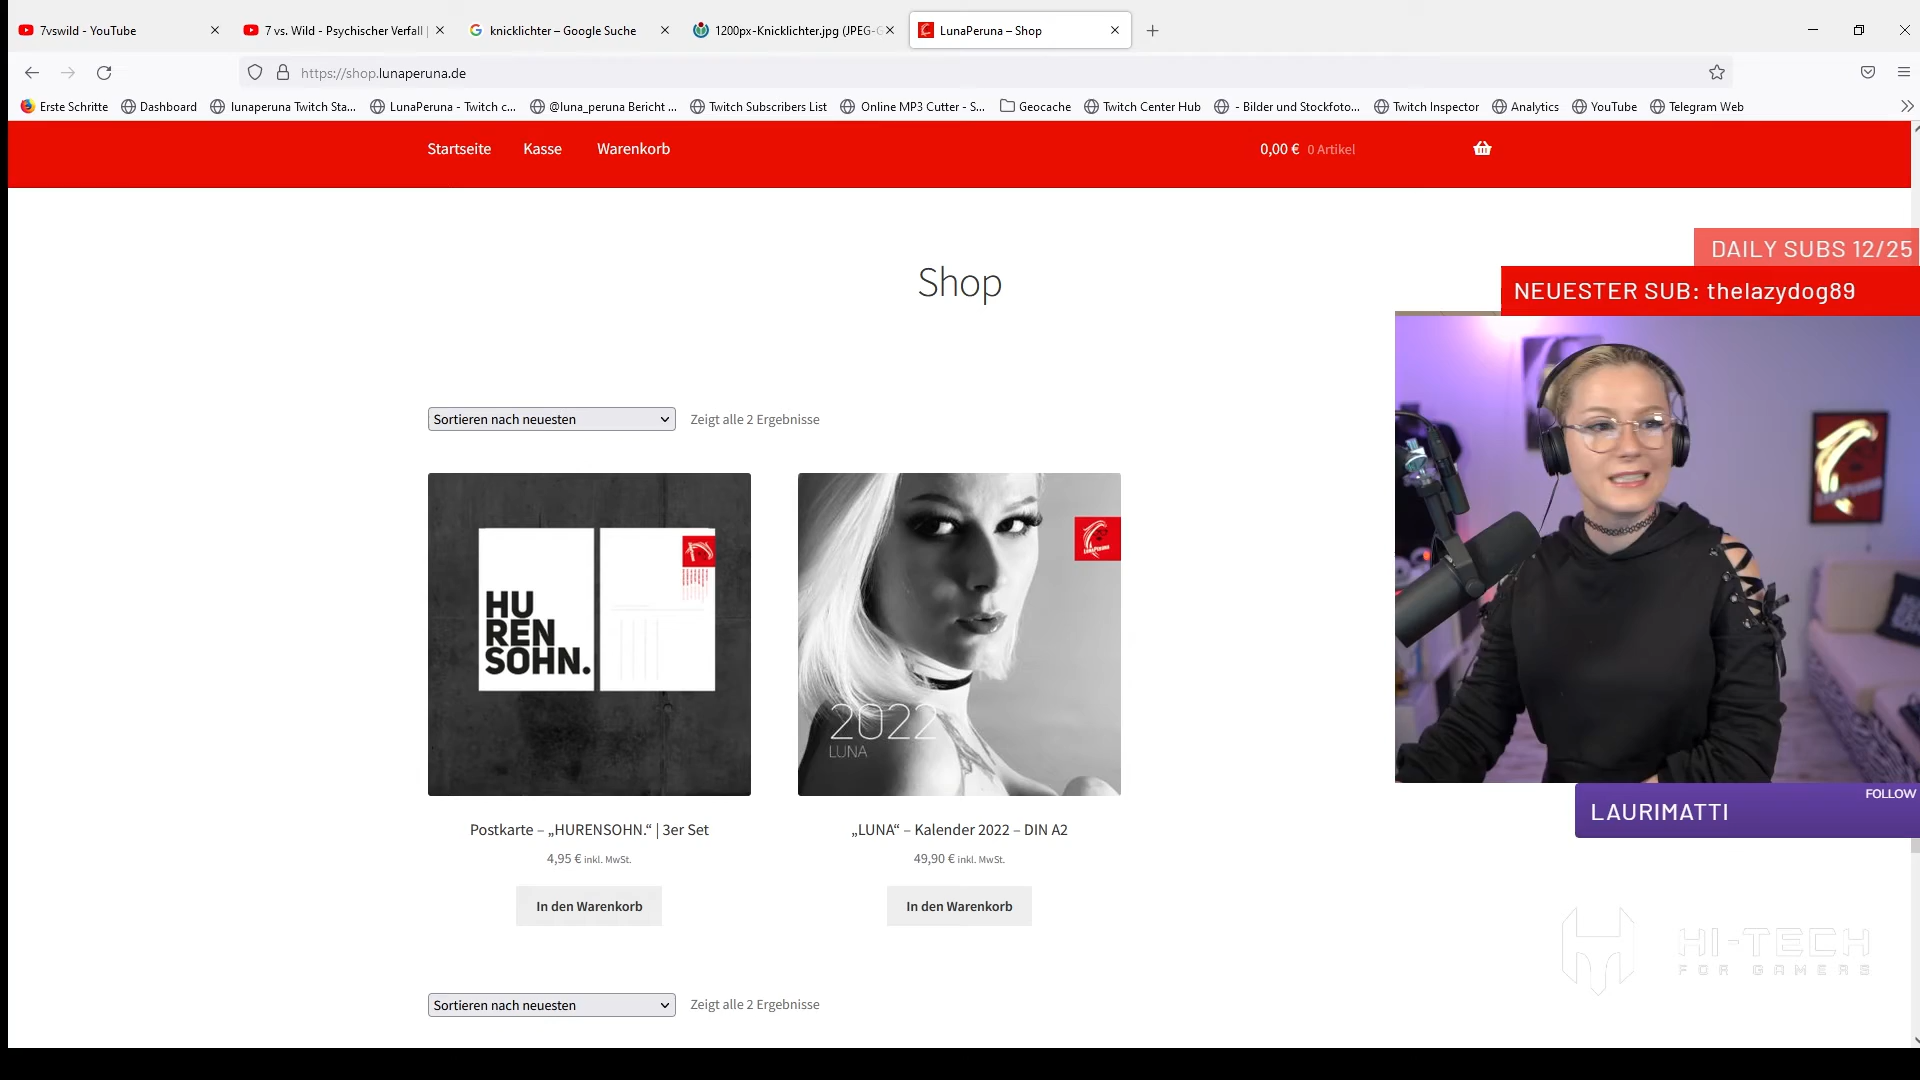 7vswild - YouTube
7 vs. Wild - Psychischer Verfall |
knicklichter – Google Suche
1200px-Knicklichter.jpg (JPEG-G
LunaPeruna – Shop
https://shop.lunaperuna.de
Erste Schritte
Dashboard
lunaperuna Twitch Sta...
LunaPeruna - Twitch c...
@luna_peruna Bericht ...
Twitch Subscribers List
Online MP3 Cutter - S...
Geocache
Twitch Center Hub
- Bilder und Stockfoto...
Twitch Inspector
Analytics
YouTube
Telegram Web
Startseite
Kasse
Warenkorb
0,00 € 0 Artikel
Shop
DAILY SUBS 12/25
NEUESTER SUB: thelazydog89
Sortieren nach neuesten
Zeigt alle 2 Ergebnisse
HU
REN
SOHN.
LunaPeruna
2022
LUNA
LunaPeruna
Postkarte – „HURENSOHN.“ | 3er Set
4,95 € inkl. MwSt.
In den Warenkorb
„LUNA“ – Kalender 2022 – DIN A2
49,90 € inkl. MwSt.
In den Warenkorb
FOLLOW
LAURIMATTI
HI-TECH
FOR GAMERS
Sortieren nach neuesten
Zeigt alle 2 Ergebnisse